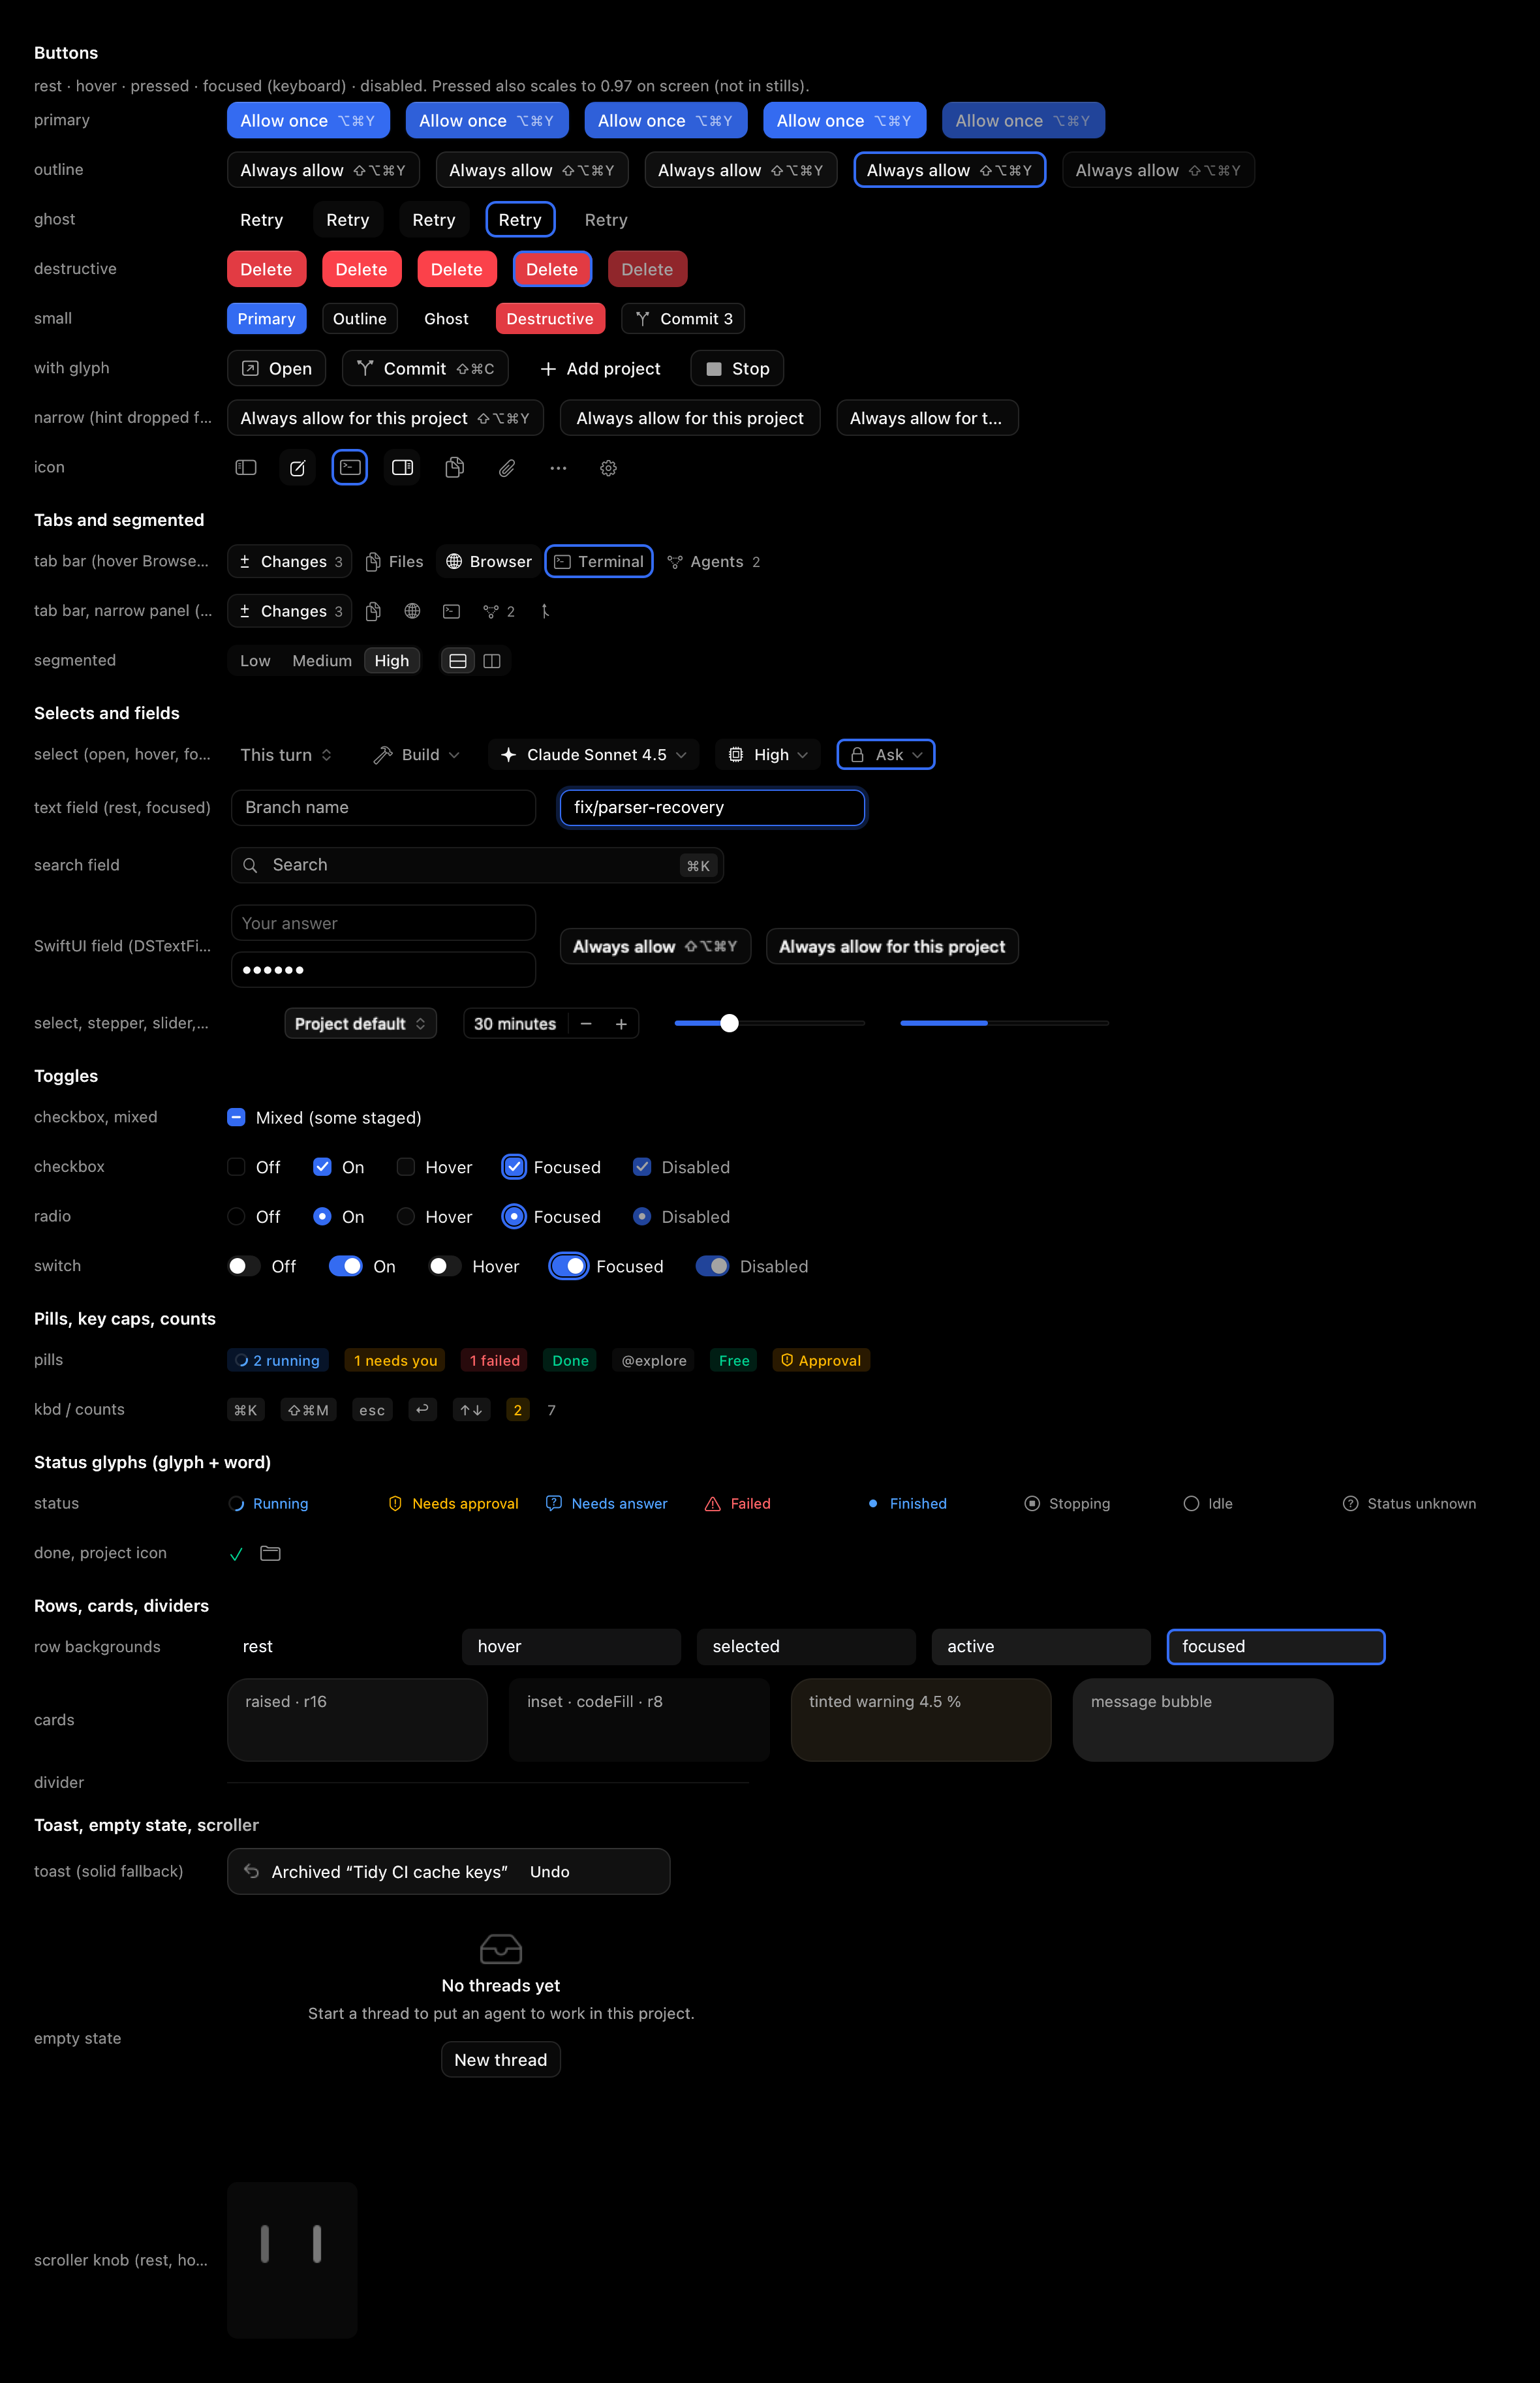 Buttons
rest · hover · pressed · focused (keyboard) · disabled. Pressed also scales to 0.97 on screen (not in stills).
primary Allow once ⌥⌘Y Allow once ⌥⌘Y Allow once ⌥⌘Y Allow once ⌥⌘Y Allow once ⌥⌘Y
outline Always allow ⇧⌥⌘Y Always allow ⇧⌥⌘Y Always allow ⇧⌥⌘Y Always allow ⇧⌥⌘Y Always allow ⇧⌥⌘Y
ghost Retry Retry Retry Retry Retry
destructive Delete Delete Delete Delete Delete
small Primary Outline Ghost Destructive Commit 3
with glyph Open Commit ⇧⌘C Add project Stop
narrow (hint dropped f... Always allow for this project ⇧⌥⌘Y Always allow for this project Always allow for t...
icon
Tabs and segmented
tab bar (hover Browse... Changes 3 Files Browser Terminal Agents 2
tab bar, narrow panel (... Changes 3 2
segmented Low Medium High
Selects and fields
select (open, hover, fo... This turn Build Claude Sonnet 4.5 High Ask
text field (rest, focused) Branch name fix/parser-recovery
search field Search ⌘K
Your answer
SwiftUI field (DSTextFi... Always allow ⇧⌥⌘Y Always allow for this project
select, stepper, slider,... Project default 30 minutes − +
Toggles
checkbox, mixed Mixed (some staged)
checkbox Off On Hover Focused Disabled
radio Off On Hover Focused Disabled
switch Off On Hover Focused Disabled
Pills, key caps, counts
pills 2 running 1 needs you 1 failed Done @explore Free Approval
kbd / counts ⌘K ⇧⌘M esc ↩ ↑↓ 2 7
Status glyphs (glyph + word)
status Running Needs approval Needs answer Failed Finished Stopping Idle Status unknown
done, project icon
Rows, cards, dividers
row backgrounds rest hover selected active focused
raised · r16 inset · codeFill · r8 tinted warning 4.5 % message bubble
cards
divider
Toast, empty state, scroller
toast (solid fallback) Archived “Tidy CI cache keys” Undo
No threads yet
Start a thread to put an agent to work in this project.
empty state
New thread
scroller knob (rest, ho...